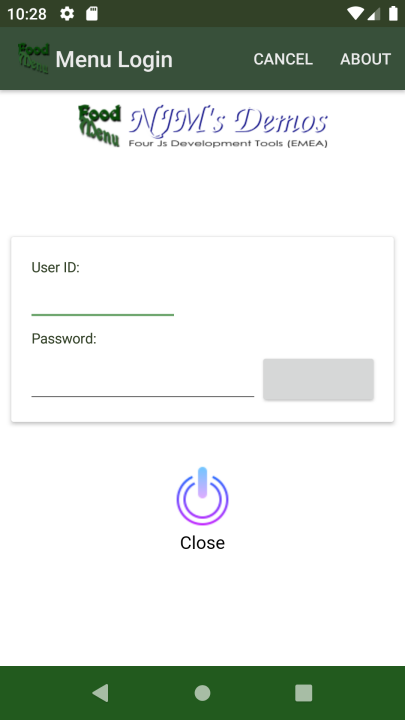 10:28
Food Menu
Menu Login
CANCEL
ABOUT
Food Menu
NJM's Demos
Four Js Development Tools (EMEA)
User ID:
Password:
Close